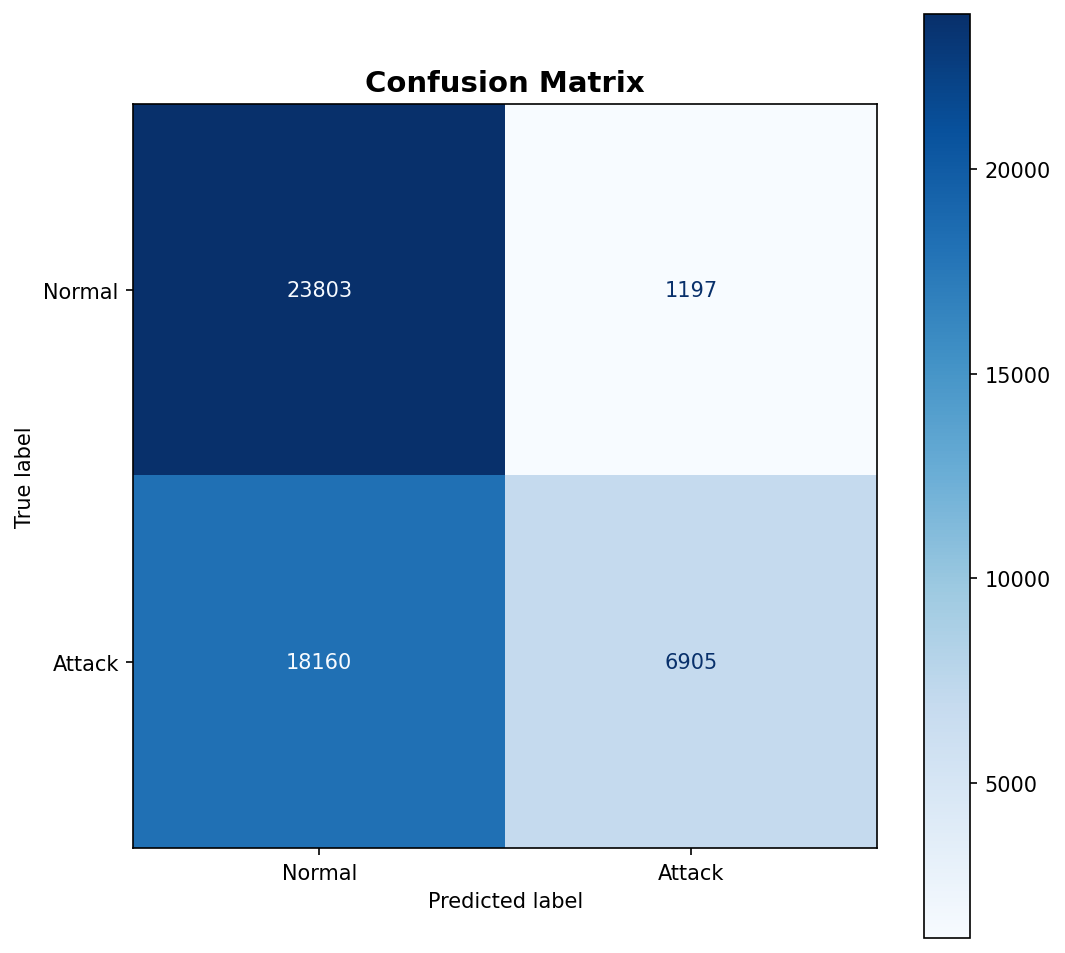 Confusion Matrix
Normal
23803
1197
Attack
18160
6905
Normal
Attack
True label
Predicted label
20000
15000
10000
5000